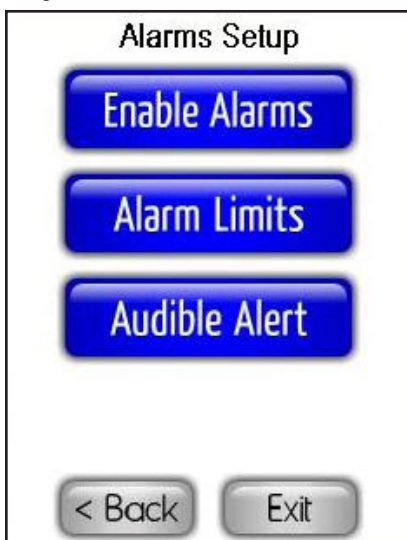 Alarms Setup
Enable Alarms
Alarm Limits
Audible Alert
< Back Exit